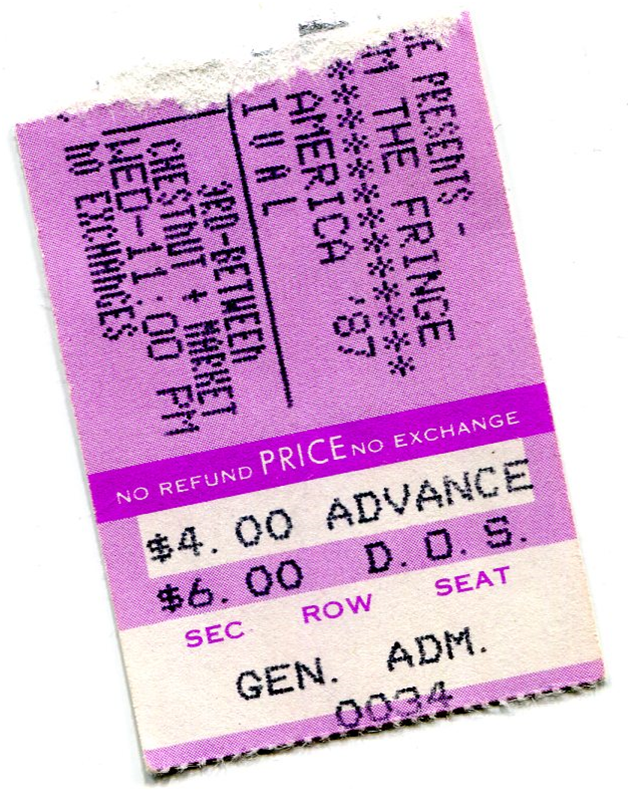 E PRESENTS -
M THE FRINGE
************
AMERICA '87
IVAL
3RD-BETWEEN
CHESTNUT + MARKET
WED-11:00 PM
NO EXCHANGES
NO REFUND PRICE NO EXCHANGE
$4.00 ADVANCE
$6.00 D.O.S.
SEC ROW SEAT
GEN. ADM.
0034